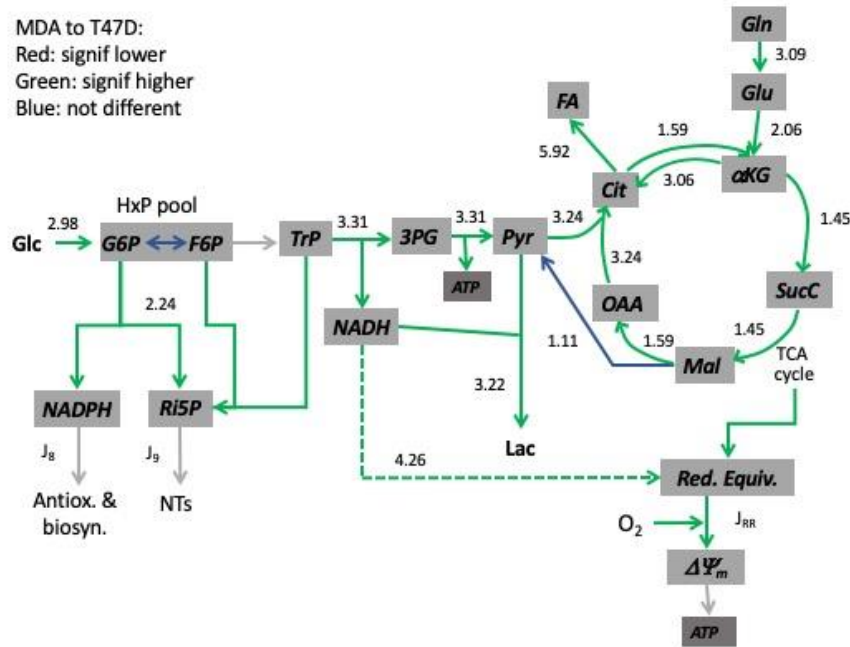 MDA to T47D:
Red: signif lower
Green: signif higher
Blue: not different
Gln
3.09
Glu
2.06
FA
5.92
1.59
3.06
Cit
αKG
1.45
HxP pool
Glc
2.98
G6P
F6P
TrP
3.31
3PG
3.31
Pyr
3.24
ATP
3.24
OAA
SucC
2.24
NADH
1.11
1.59
Mal
1.45
TCA
cycle
3.22
NADPH
Ri5P
Lac
J8
J9
4.26
Red. Equiv.
Antiox. &
biosyn.
NTs
O2
JRR
ΔΨm
ATP